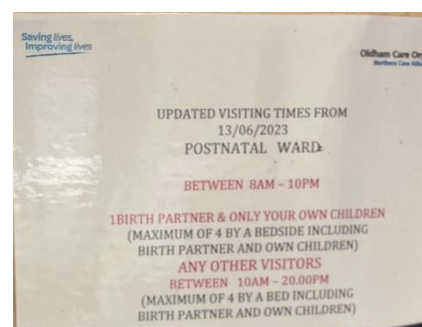 Saving lives,
Improving lives
Oldham Care
Northern Care
UPDATED VISITING TIMES FROM
13/06/2023
POSTNATAL WARD
BETWEEN 8AM – 10PM
1BIRTH PARTNER & ONLY YOUR OWN CHILDREN
(MAXIMUM OF 4 BY A BEDSIDE INCLUDING
BIRTH PARTNER AND OWN CHILDREN)
ANY OTHER VISITORS
BETWEEN 10AM – 20.00PM
(MAXIMUM OF 4 BY A BED INCLUDING
BIRTH PARTNER AND OWN CHILDREN)